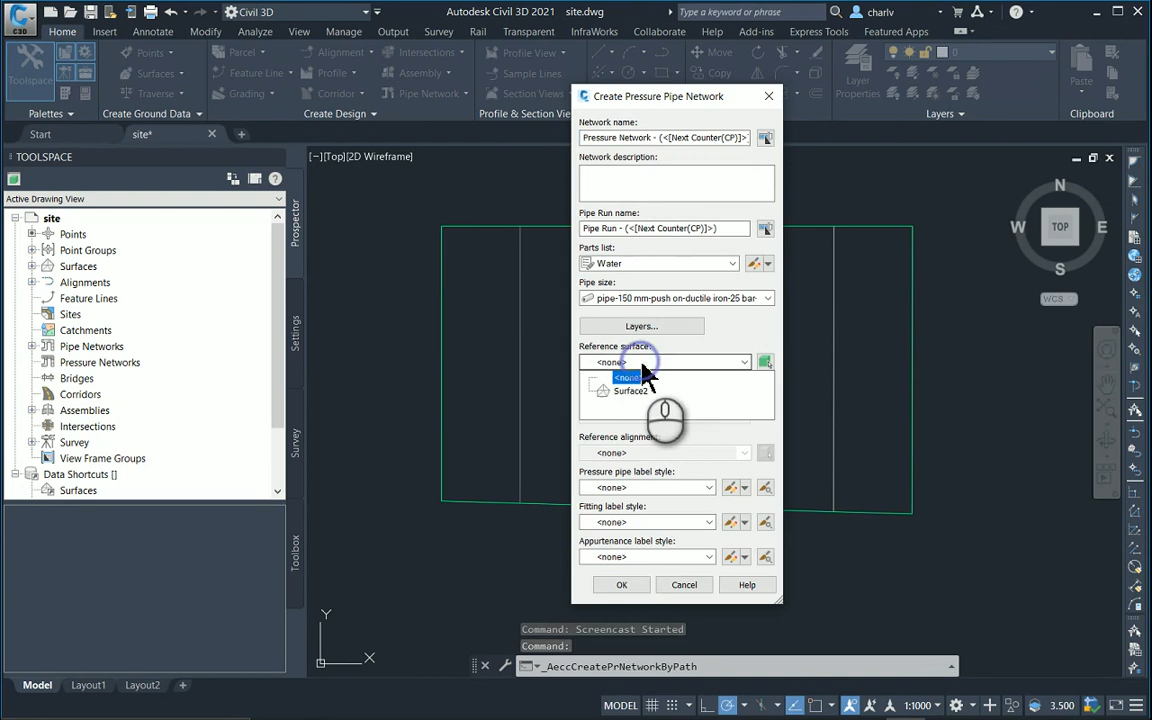 C3D
Civil 3D
Autodesk Civil 3D 2021 site.dwg
Type a keyword or phrase
charlv
Home Insert Annotate Modify Analyze View Manage Output Survey Rail Transparent InfraWorks Collaborate Help Add-ins Express Tools Featured Apps
Toolspace
Points
Surfaces
Traverse
Parcel
Feature Line
Grading
Alignment
Profile
Corridor
Intersections
Assembly
Pipe Network
Profile View
Sample Lines
Section Views
Move
Copy
Layer
Properties
0
Paste
Palettes
Create Ground Data
Create Design
Profile & Section Views
Layers
Clipboard
Start
site*
TOOLSPACE
Active Drawing View
site
Points
Point Groups
Surfaces
Alignments
Feature Lines
Sites
Catchments
Pipe Networks
Pressure Networks
Bridges
Corridors
Assemblies
Intersections
Survey
View Frame Groups
Data Shortcuts []
Surfaces
Prospector
Settings
Survey
Toolbox
[−][Top][2D Wireframe]
Create Pressure Pipe Network
Network name:
Pressure Network - (<[Next Counter(CP)]>
Network description:
Pipe Run name:
Pipe Run - (<[Next Counter(CP)]>)
Parts list:
Water
Pipe size:
pipe-150 mm-push on-ductile iron-25 bar-
Layers...
Reference surface:
<none>
<none>
Surface2
Reference alignment:
<none>
Pressure pipe label style:
<none>
Fitting label style:
<none>
Appurtenance label style:
<none>
OK Cancel Help
N
W TOP E
S
WCS
Y
X
Command: Screencast Started
Command:
_AeccCreatePrNetworkByPath
Model Layout1 Layout2
MODEL
1:1000
3.500